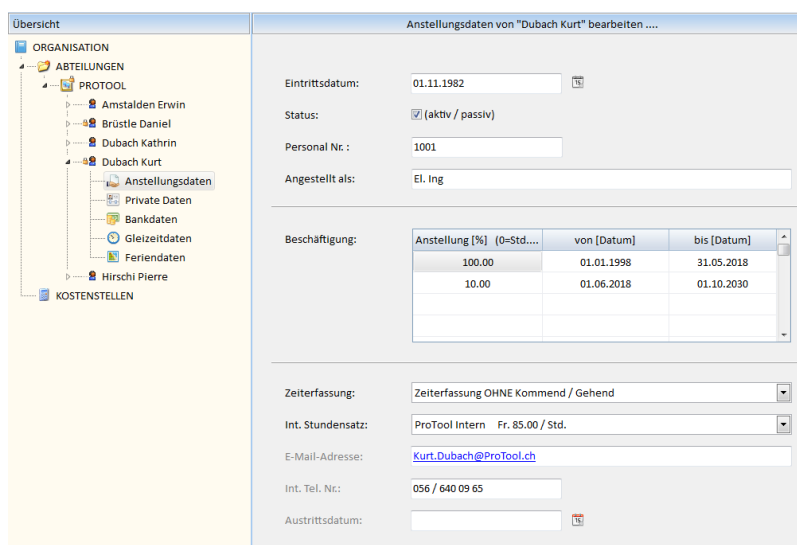 Übersicht
ORGANISATION
ABTEILUNGEN
PROTOOL
Amstalden Erwin
Brüstle Daniel
Dubach Kathrin
Dubach Kurt
Anstellungsdaten
Private Daten
Bankdaten
Gleizeitdaten
Feriendaten
Hirschi Pierre
KOSTENSTELLEN
Anstellungsdaten von "Dubach Kurt" bearbeiten ....
Eintrittsdatum: 01.11.1982 15
Status: (aktiv / passiv)
Personal Nr. : 1001
Angestellt als: El. Ing
Beschäftigung: Anstellung [%] (0=Std.... von [Datum] bis [Datum]
100.00 01.01.1998 31.05.2018
10.00 01.06.2018 01.10.2030
Zeiterfassung: Zeiterfassung OHNE Kommend / Gehend
Int. Stundensatz: ProTool Intern Fr. 85.00 / Std.
E-Mail-Adresse: Kurt.Dubach@ProTool.ch
Int. Tel. Nr.: 056 / 640 09 65
Austrittsdatum: 15